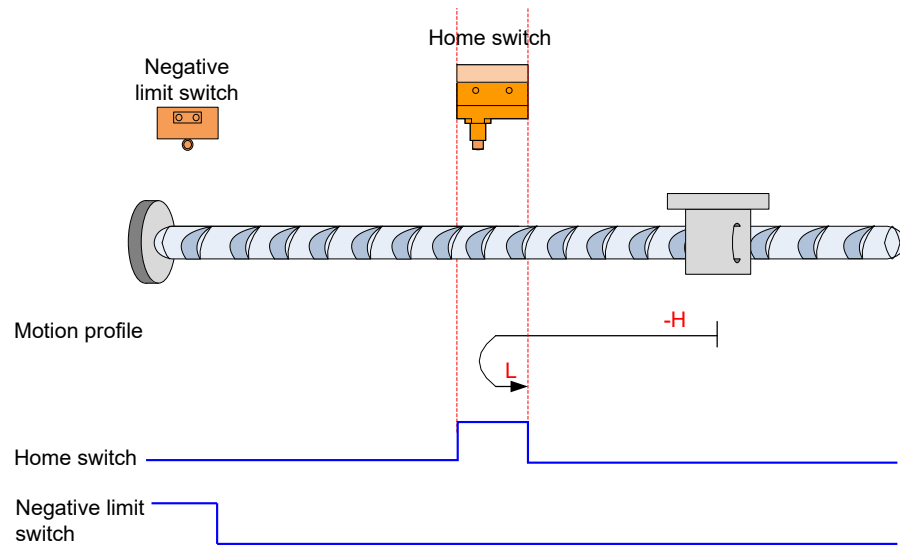 Home switch
Negative
limit switch
Motion profile
-H
L
Home switch
Negative limit
switch